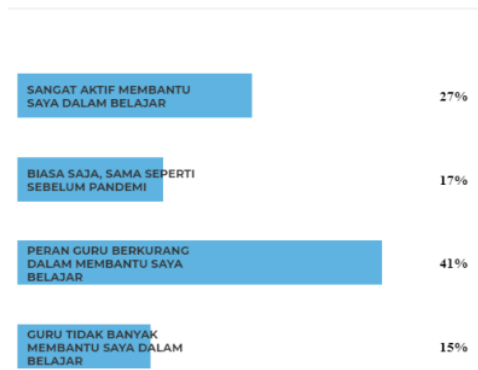 SANGAT AKTIF MEMBANTU
SAYA DALAM BELAJAR
27%
BIASA SAJA, SAMA SEPERTI
SEBELUM PANDEMI
17%
PERAN GURU BERKURANG
DALAM MEMBANTU SAYA
BELAJAR
41%
GURU TIDAK BANYAK
MEMBANTU SAYA DALAM
BELAJAR
15%